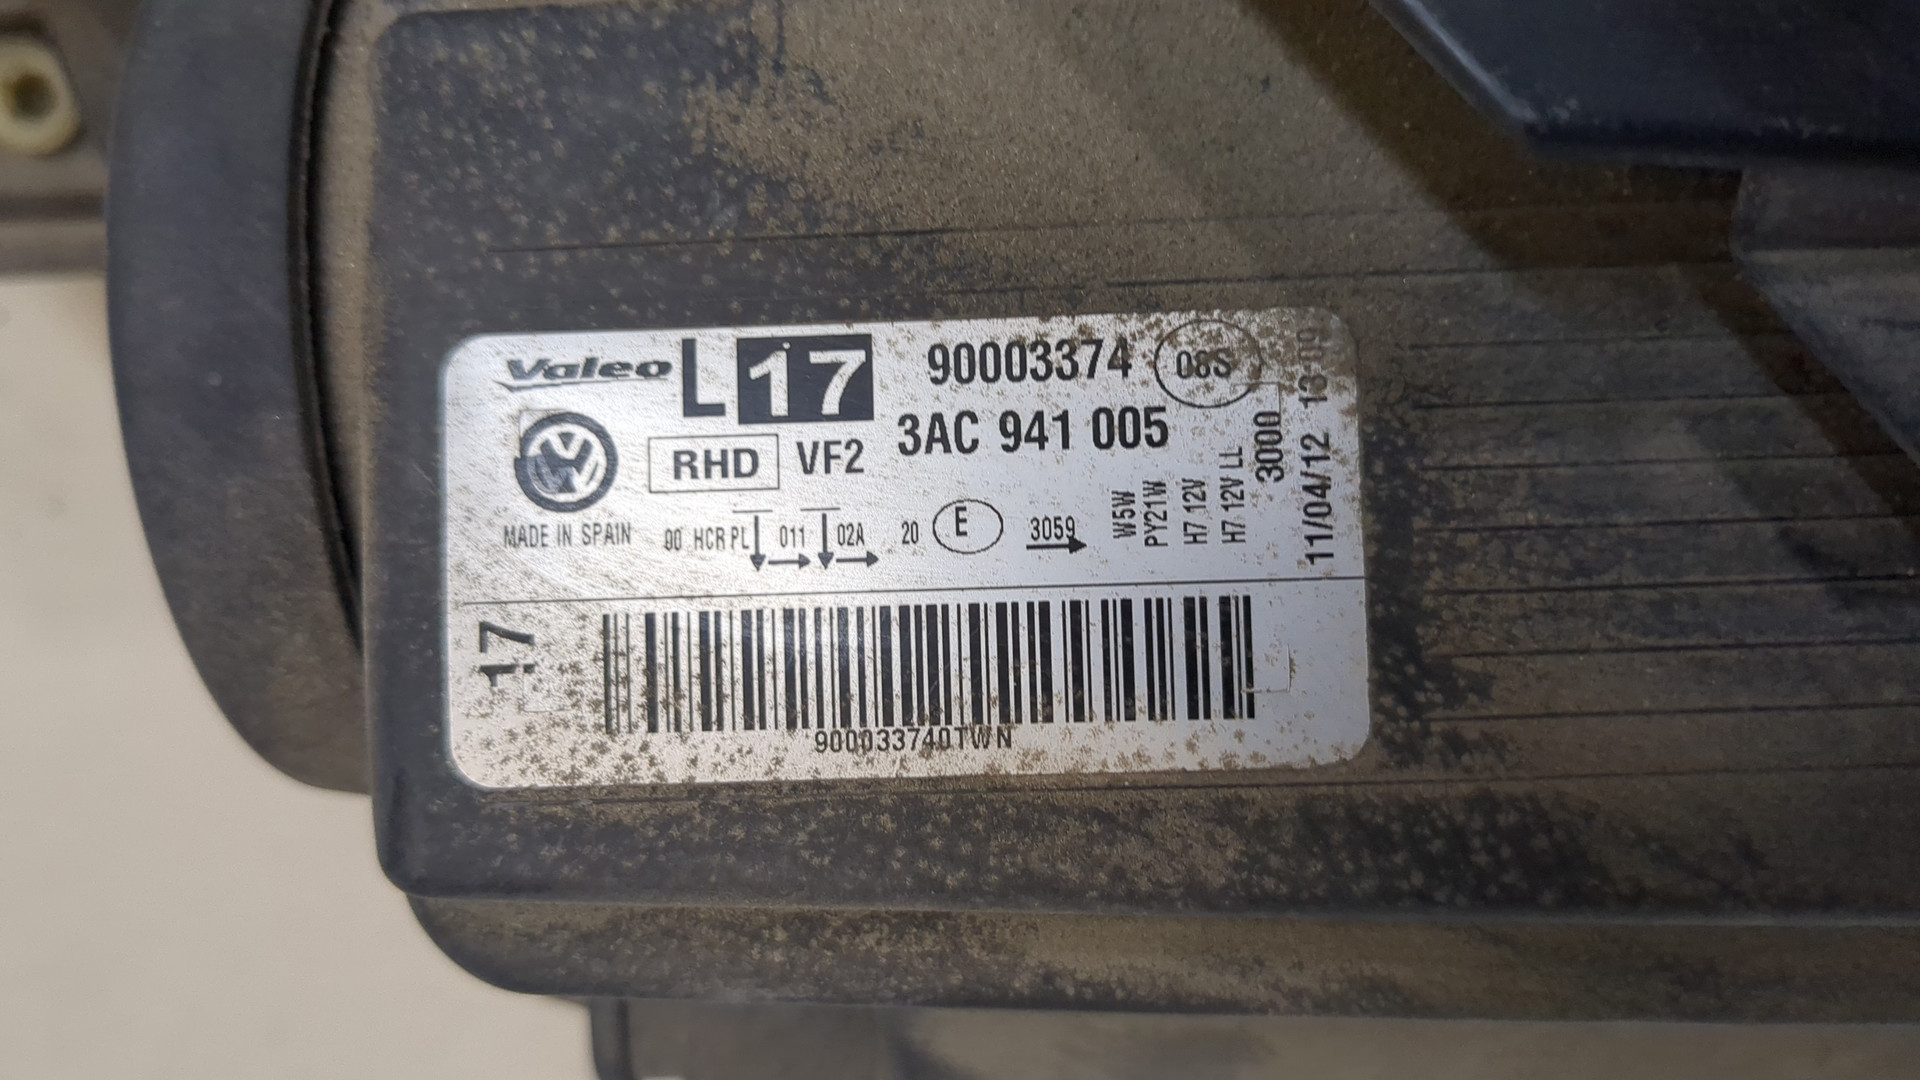 Valeo L 17 90003374 08S
RHD VF2 3AC 941 005
MADE IN SPAIN 00 HCR PL 011 02A 20 E 3059
W5W
PY21W
H7 12V
H7 12V LL
3000
11/04/12 13 09
17
900033740TWN